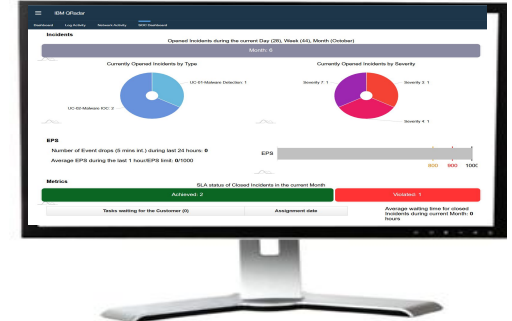 IBM QRadar
Dashboard Log Activity Network Activity SOC Dashboard
Incidents
Opened Incidents during the current Day (28), Week (44), Month (October)
Month: 6
Currently Opened Incidents by Type
Currently Opened Incidents by Severity
UC-01-Malware Detection: 1
UC-02-Malware IOC: 2
Severity 7: 1
Severity 3: 1
Severity 4: 1
EPS
Number of Event drops (5 mins int.) during last 24 hours: 0
Average EPS during the last 1 hour/EPS limit: 0/1000
EPS
800 900 1000
Metrics
SLA status of Closed Incidents in the current Month
Achieved: 2
Violated: 1
Tasks waiting for the Customer (0)
Assignment date
Average waiting time for closed
Incidents during current Month: 0
hours